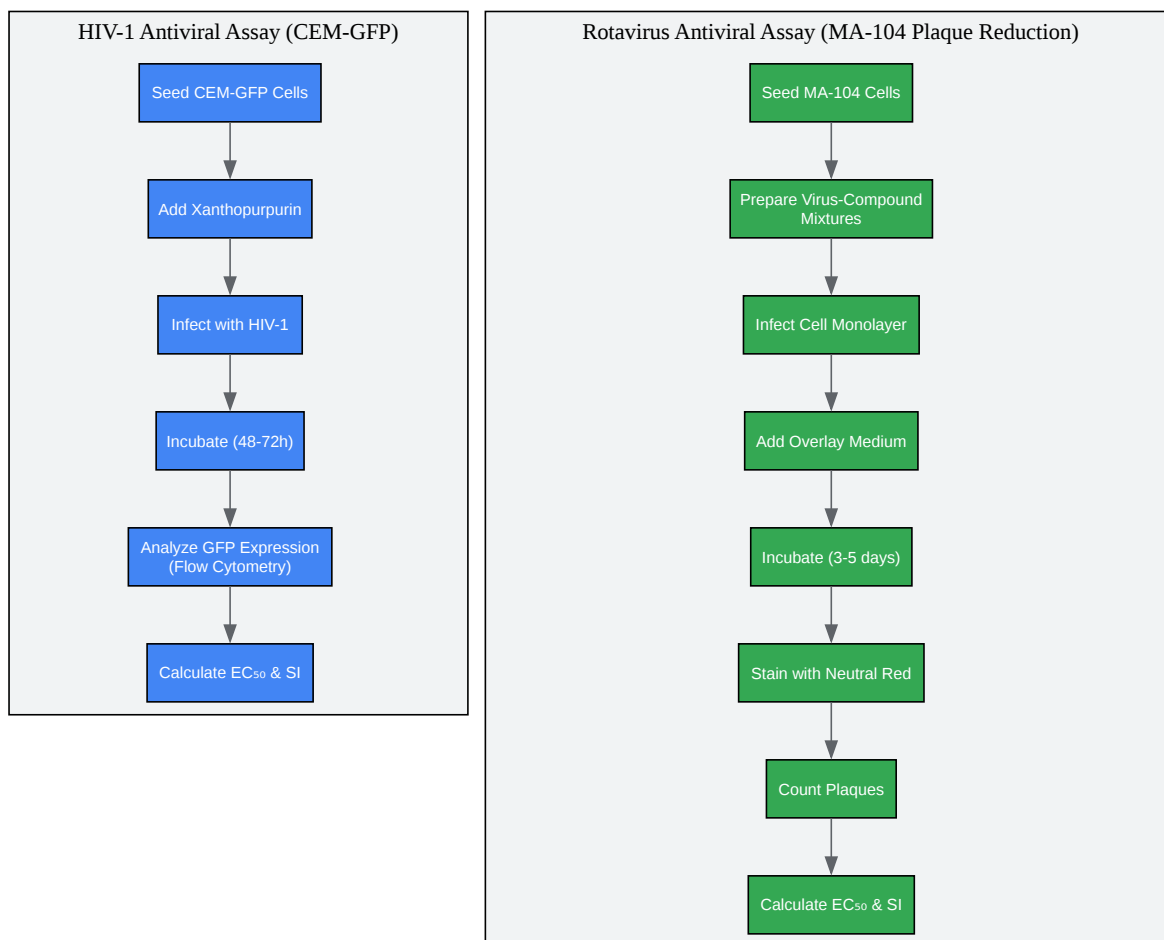 HIV-1 Antiviral Assay (CEM-GFP)
Seed CEM-GFP Cells
Add Xanthopurpurin
Infect with HIV-1
Incubate (48-72h)
Analyze GFP Expression
(Flow Cytometry)
Calculate EC₅₀ & SI
Rotavirus Antiviral Assay (MA-104 Plaque Reduction)
Seed MA-104 Cells
Prepare Virus-Compound
Mixtures
Infect Cell Monolayer
Add Overlay Medium
Incubate (3-5 days)
Stain with Neutral Red
Count Plaques
Calculate EC₅₀ & SI